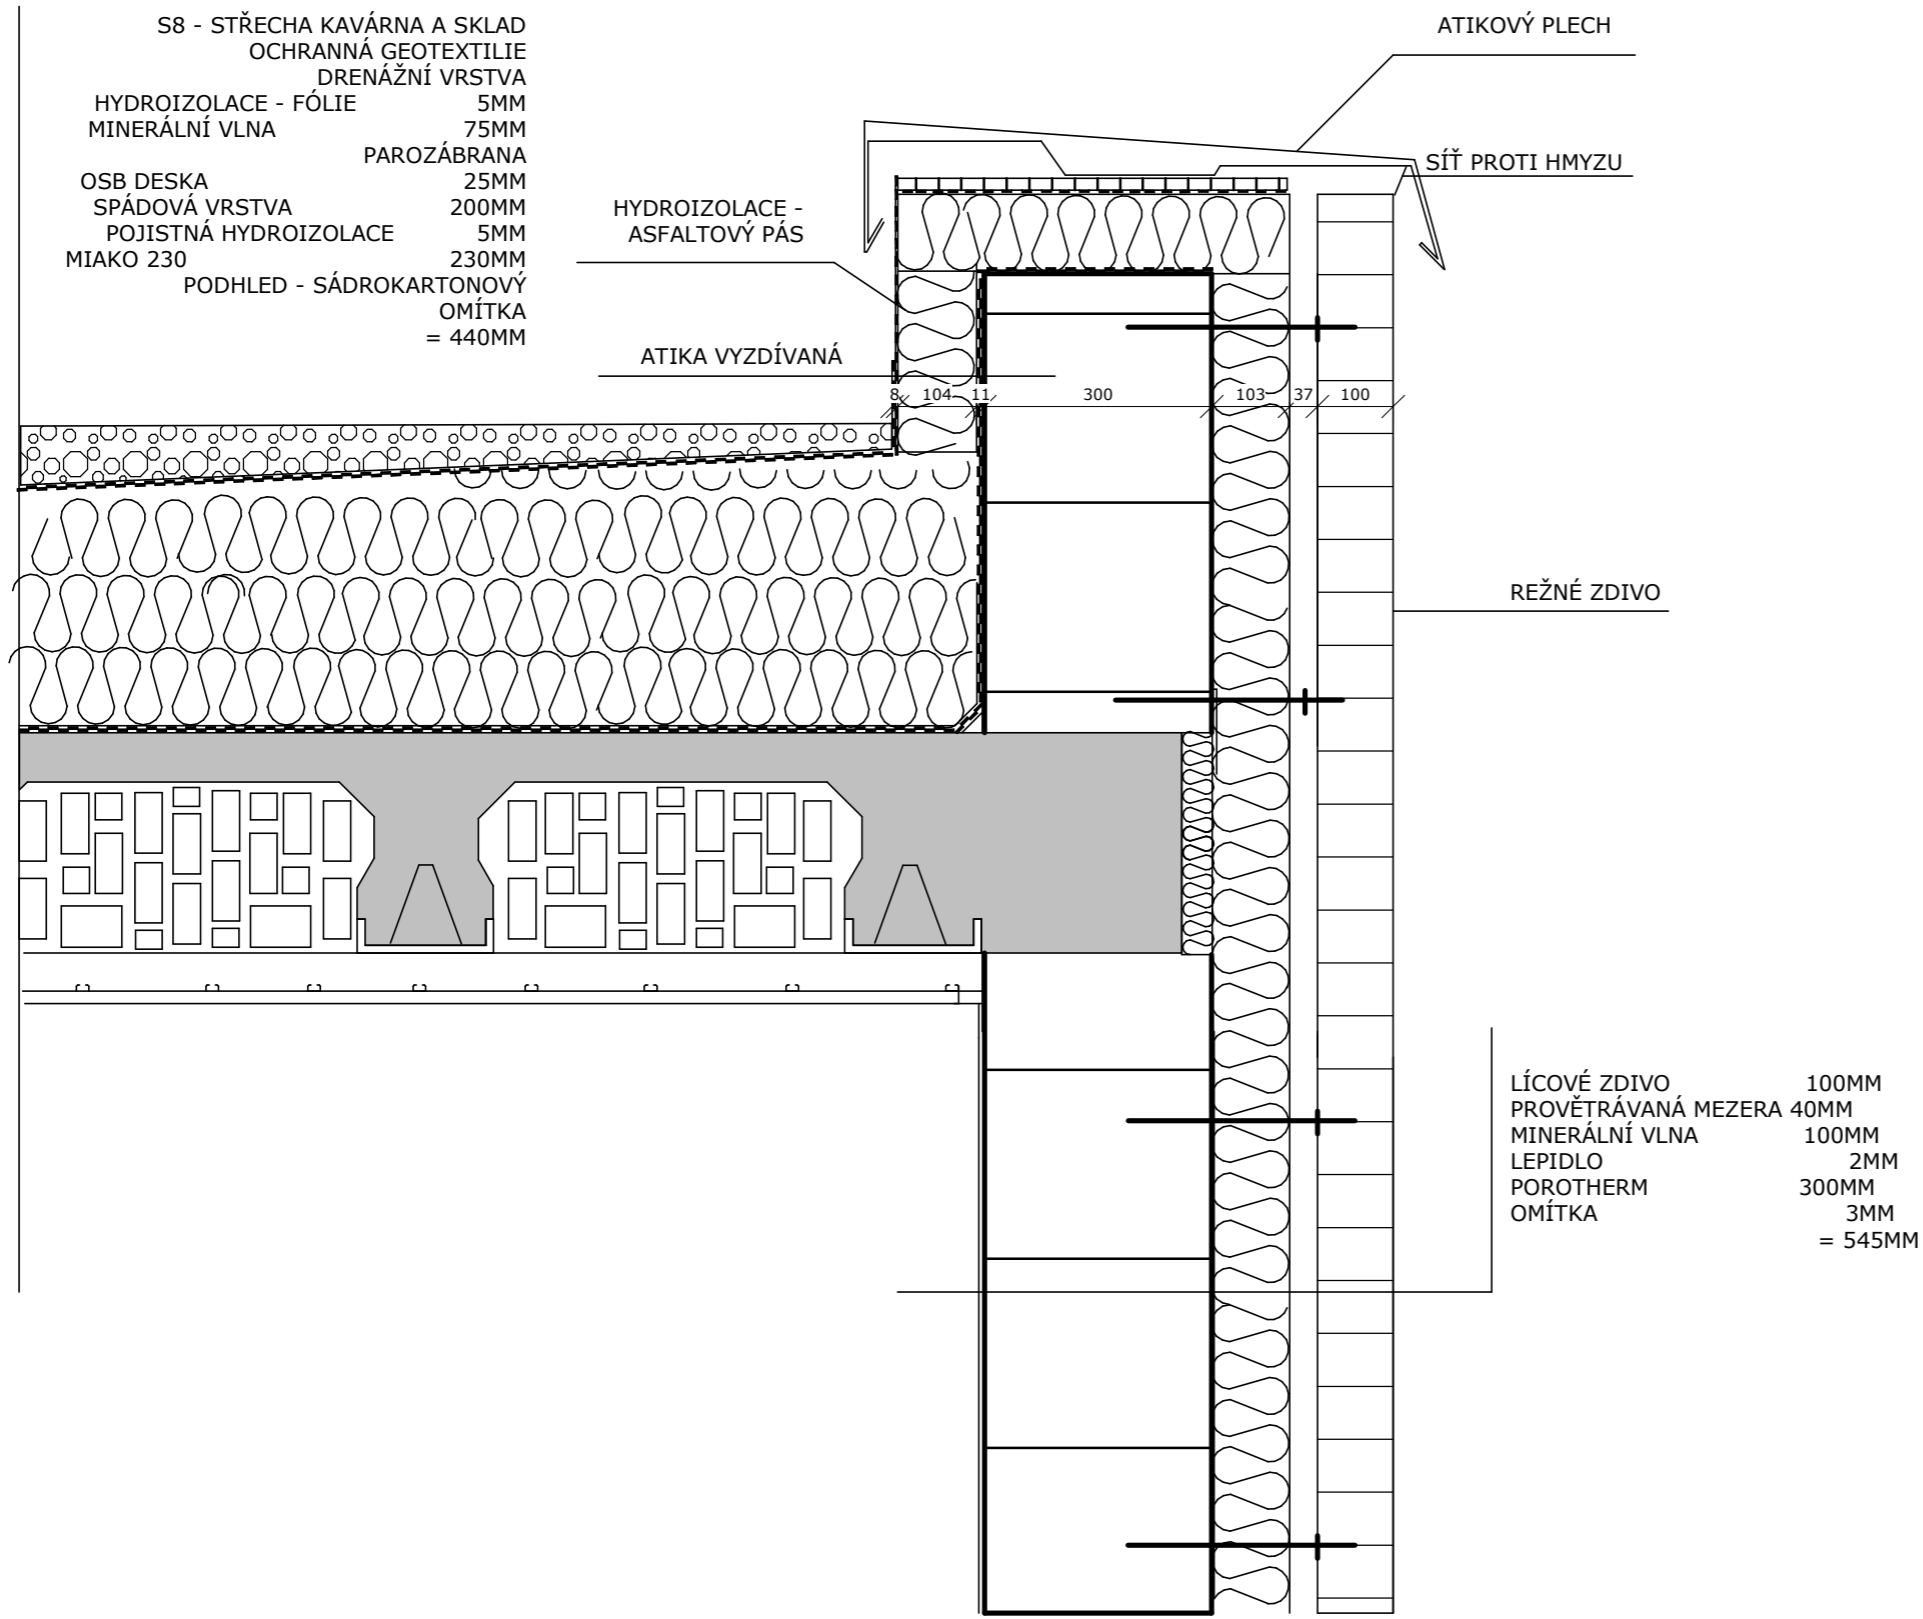 S8 - STŘECHA KAVÁRNA A SKLAD
OCHRANNÁ GEOTEXTILIE
DRENÁŽNÍ VRSTVA
HYDROIZOLACE - FÓLIE 5MM
MINERÁLNÍ VLNA 75MM
PAROZÁBRANA
OSB DESKA 25MM
SPÁDOVÁ VRSTVA 200MM
POJISTNÁ HYDROIZOLACE 5MM
MIAKO 230 230MM
PODHLED - SÁDROKARTONOVÝ
OMÍTKA
= 440MM
ATIKOVÝ PLECH
SÍŤ PROTI HMYZU
HYDROIZOLACE -
ASFALTOVÝ PÁS
ATIKA VYZDÍVANÁ
8 104 11 300 103 37 100
REŽNÉ ZDIVO
LÍCOVÉ ZDIVO 100MM
PROVĚTRÁVANÁ MEZERA 40MM
MINERÁLNÍ VLNA 100MM
LEPIDLO 2MM
POROTHERM 300MM
OMÍTKA 3MM
= 545MM